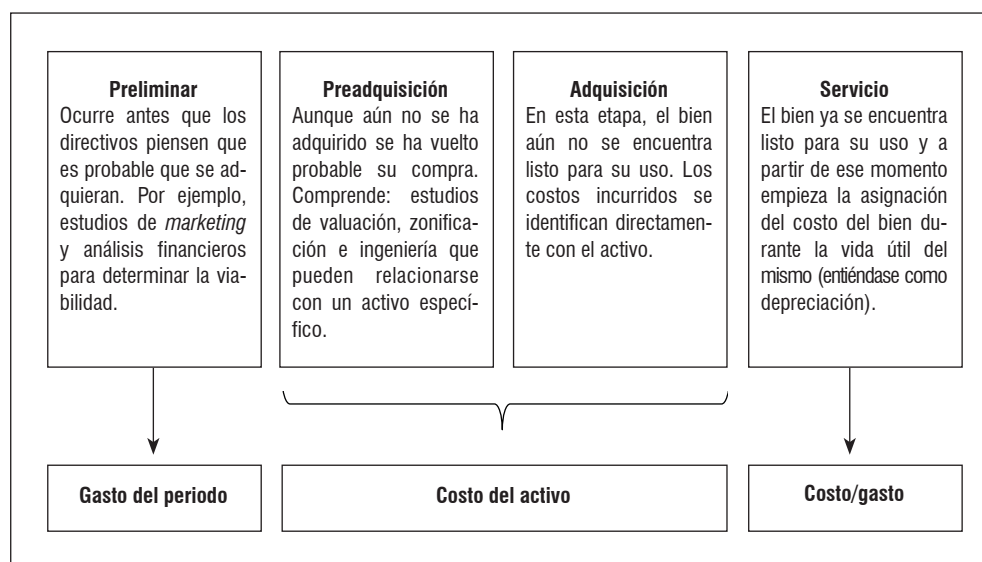 Preliminar
Ocurre antes que los
directivos piensen que
es probable que se ad-
quieran. Por ejemplo,
estudios de marketing
y análisis financieros
para determinar la via-
bilidad.
Preadquisición
Aunque aún no se ha
adquirido se ha vuelto
probable su compra.
Comprende: estudios
de valuación, zonifica-
ción e ingeniería que
pueden relacionarse
con un activo especí-
fico.
Adquisición
En esta etapa, el bien
aún no se encuentra
listo para su uso. Los
costos incurridos se
identifican directamen-
te con el activo.
Servicio
El bien ya se encuentra
listo para su uso y a
partir de ese momento
empieza la asignación
del costo del bien du-
rante la vida útil del
mismo (entiéndase como
depreciación).
Gasto del periodo
Costo del activo
Costo/gasto